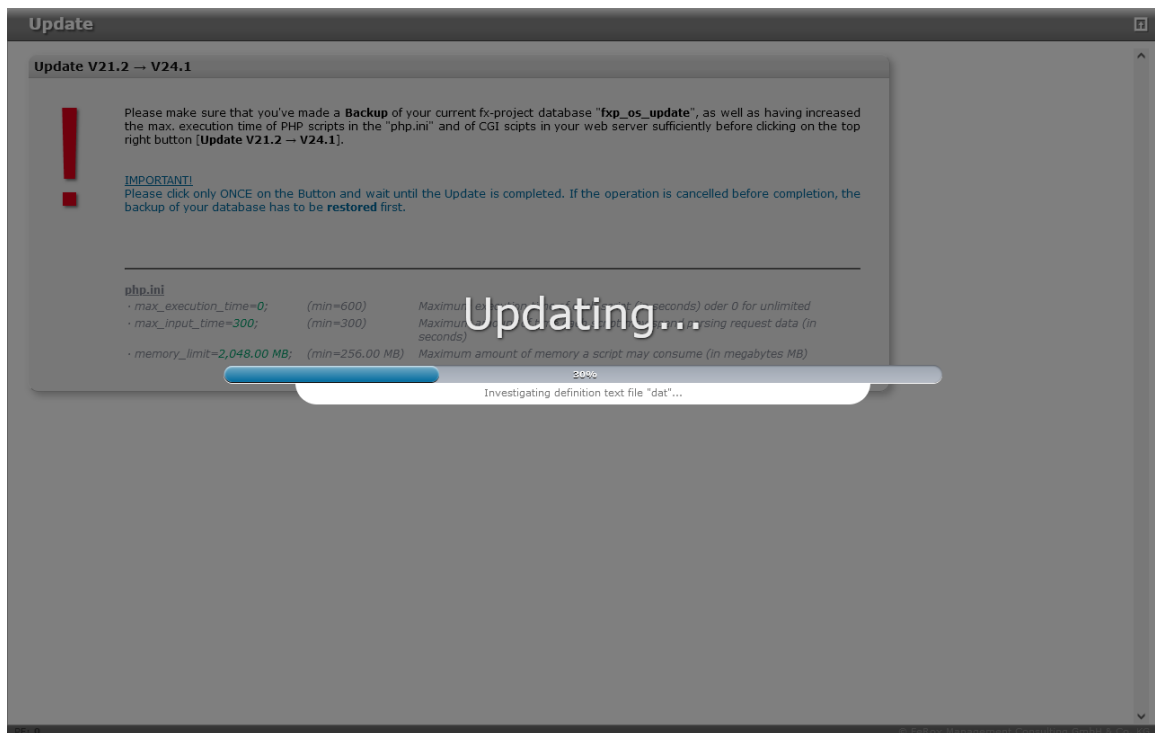 Update
Update V21.2 → V24.1
Please make sure that you've made a Backup of your current fx-project database "fxp_os_update", as well as having increased
the max. execution time of PHP scripts in the "php.ini" and of CGI scipts in your web server sufficiently before clicking on the top
right button [Update V21.2 → V24.1].
IMPORTANT!
Please click only ONCE on the Button and wait until the Update is completed. If the operation is cancelled before completion, the
backup of your database has to be restored first.
php.ini
- max_execution_time=0; (min=600) Maximum (in seconds) oder 0 for unlimited
Updating...
- max_input_time=300; (min=300) Maximum parsing request data (in
seconds)
- memory_limit=2,048.00 MB; (min=256.00 MB) Maximum amount of memory a script may consume (in megabytes MB)
30%
Investigating definition text file "dat"...